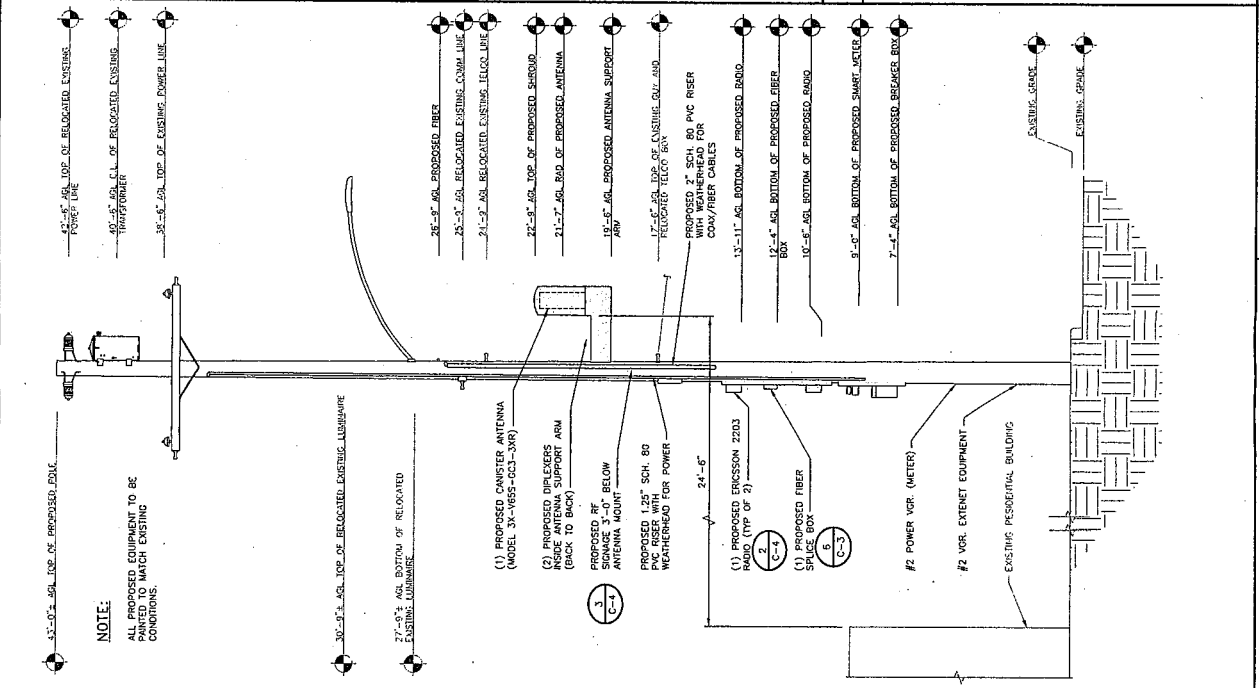 43'-0"± AGL TOP OF PROPOSED POLE
NOTE:
ALL PROPOSED EQUIPMENT TO BE
PAINTED TO MATCH EXISTING
CONDITIONS.
30'-9"± AGL TOP OF RELOCATED EXISTING LUMINAIRE
27'-9"± AGL BOTTOM OF RELOCATED
EXISTING LUMINAIRE
(1) PROPOSED CANISTER ANTENNA
(MODEL 3X-V65S-GC3-3XR)
(2) PROPOSED DIPLEXERS
INSIDE ANTENNA SUPPORT ARM
(BACK TO BACK)
PROPOSED RF
SIGNAGE 3'-0" BELOW
ANTENNA MOUNT
3
C-4
PROPOSED 1.25" SCH. 80
PVC RISER WITH
WEATHERHEAD FOR POWER
24'-6"
(1) PROPOSED ERICSSON 2203
RADIO (TYP OF 2)
2
C-4
(1) PROPOSED FIBER
SPLICE BOX
6
C-3
#2 POWER VGR. (METER)
#2 VGR. EXTENET EQUIPMENT
EXISTING RESIDENTIAL BUILDING
42'-6" AGL TOP OF RELOCATED EXISTING
POWER LINE
40'-6" AGL C.L. OF RELOCATED EXISTING
TRANSFORMER
38'-6" AGL TOP OF EXISTING POWER LINE
26'-9" AGL PROPOSED FIBER
25'-9" AGL RELOCATED EXISTING COMM LINE
24'-9" AGL RELOCATED EXISTING TELCO LINE
22'-9" AGL TOP OF PROPOSED SHROUD
21'-7" AGL RAD OF PROPOSED ANTENNA
19'-6" AGL PROPOSED ANTENNA SUPPORT
ARM
17'-6" AGL TOP OF EXISTING GUY AND
RELOCATED TELCO BOX
PROPOSED 2" SCH. 80 PVC RISER
WITH WEATHERHEAD FOR
COAX/FIBER CABLES
13'-11" AGL BOTTOM OF PROPOSED RADIO
12'-4" AGL BOTTOM OF PROPOSED FIBER
BOX
10'-6" AGL BOTTOM OF PROPOSED RADIO
9'-0" AGL BOTTOM OF PROPOSED SMART METER
7'-4" AGL BOTTOM OF PROPOSED BREAKER BOX
EXISTING GRADE
EXISTING GRADE